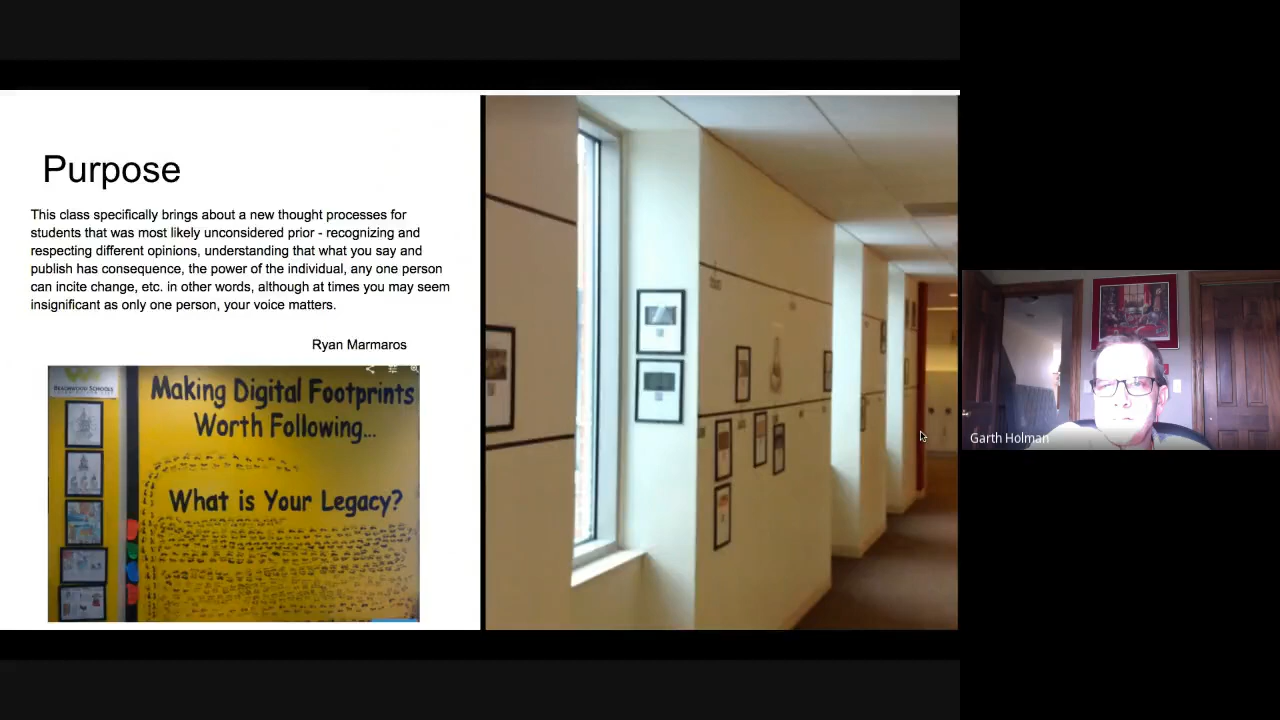 Purpose
This class specifically brings about a new thought processes for
students that was most likely unconsidered prior - recognizing and
respecting different opinions, understanding that what you say and
publish has consequence, the power of the individual, any one person
can incite change, etc. in other words, although at times you may seem
insignificant as only one person, your voice matters.
Ryan Marmaros
BEACHWOOD SCHOOLS
Making Digital Footprints
Worth Following...
What is Your Legacy?
Garth Holman